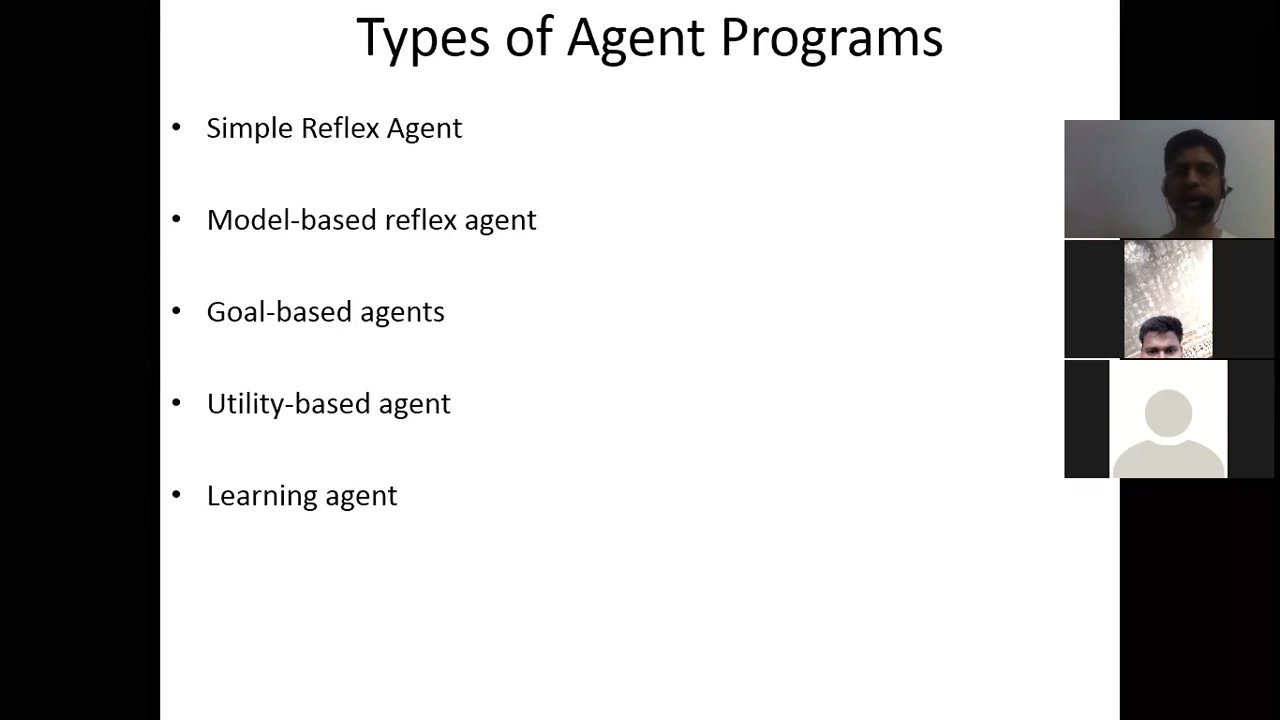 Types of Agent Programs
• Simple Reflex Agent
• Model-based reflex agent
• Goal-based agents
• Utility-based agent
• Learning agent